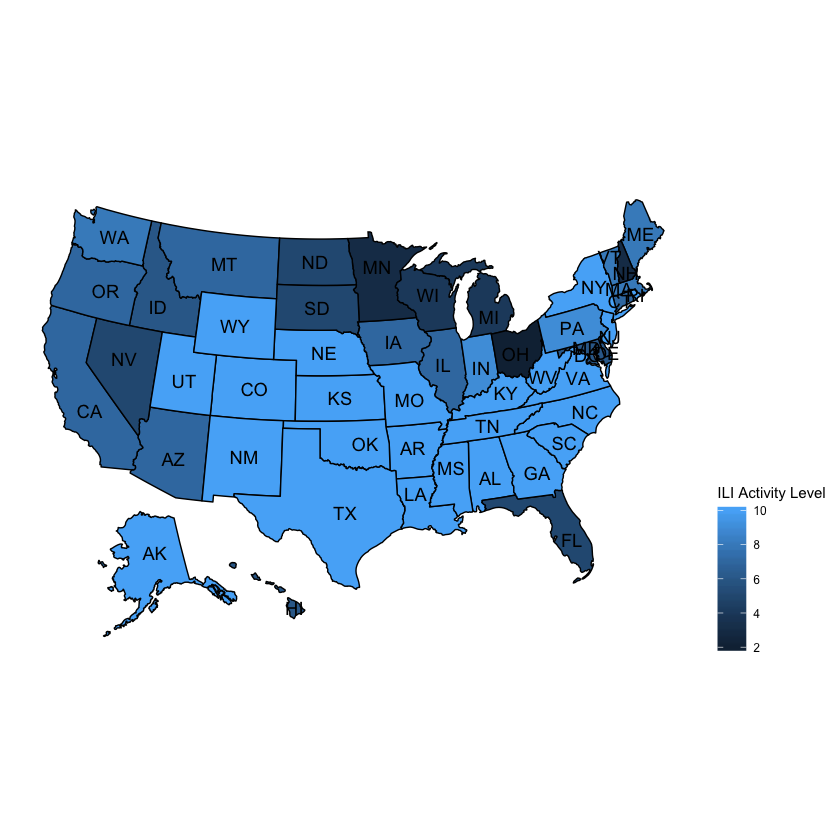 ME
WA
VT
MT
ND
MN
NH
OR
SD
WI
NY
MA
RI
CT
ID
MI
WY
PA
NJ
IA
OH
NV
NE
IL
IN
MD
DE
DC
UT
CO
KS
MO
KY
WV
VA
CA
AZ
NM
OK
AR
TN
NC
SC
MS
AL
GA
LA
TX
FL
AK
HI
ILI Activity Level
10
8
6
4
2